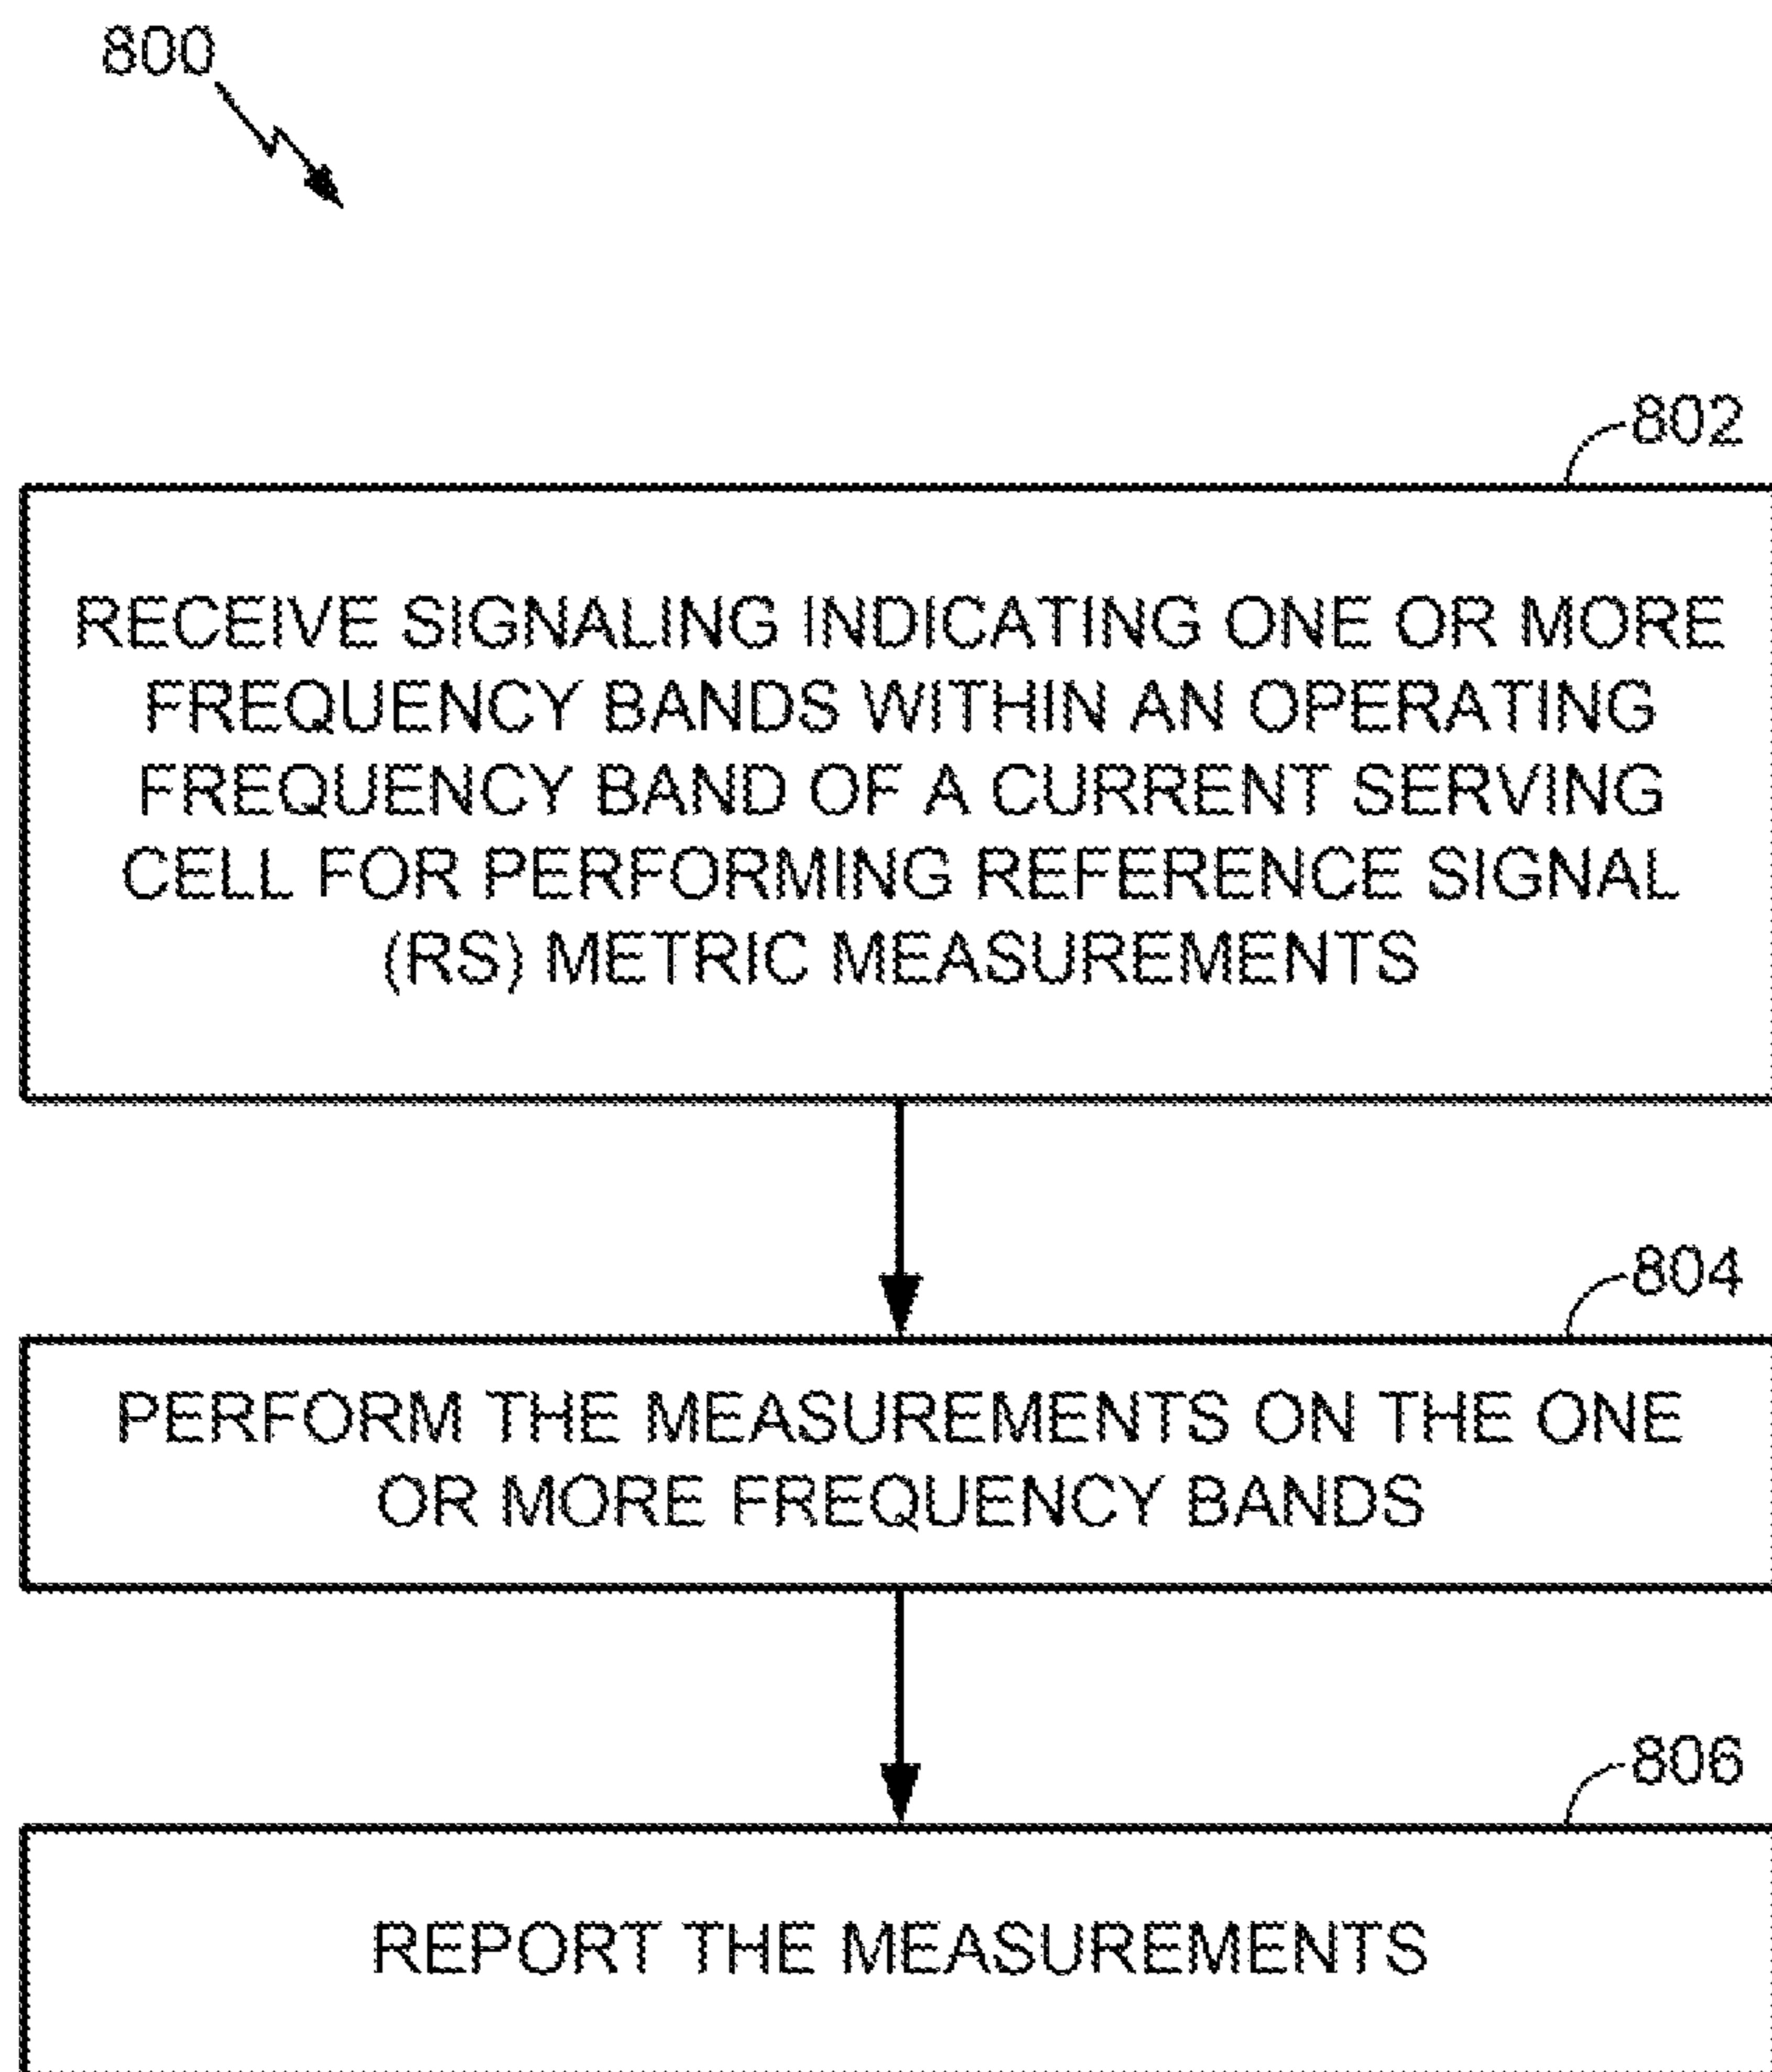 800
802
RECEIVE SIGNALING INDICATING ONE OR MORE
FREQUENCY BANDS WITHIN AN OPERATING
FREQUENCY BAND OF A CURRENT SERVING
CELL FOR PERFORMING REFERENCE SIGNAL
(RS) METRIC MEASUREMENTS
804
PERFORM THE MEASUREMENTS ON THE ONE
OR MORE FREQUENCY BANDS
806
REPORT THE MEASUREMENTS